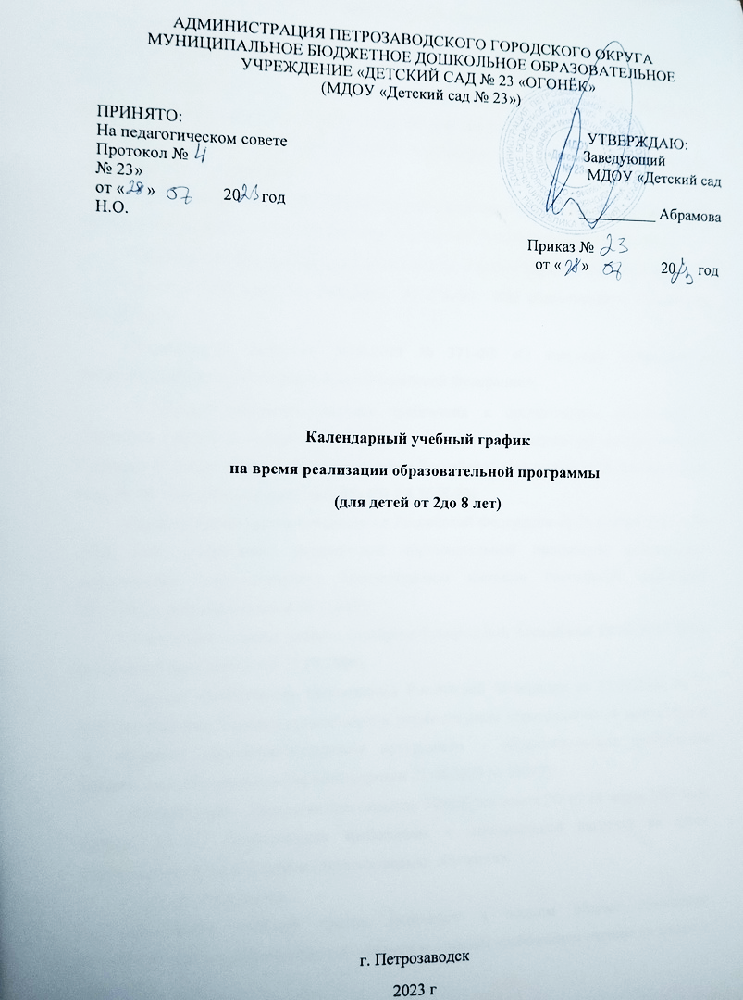 АДМИНИСТРАЦИЯ ПЕТРОЗАВОДСКОГО ГОРОДСКОГО ОКРУГА
МУНИЦИПАЛЬНОЕ БЮДЖЕТНОЕ ДОШКОЛЬНОЕ ОБРАЗОВАТЕЛЬНОЕ
УЧРЕЖДЕНИЕ «ДЕТСКИЙ САД № 23 «ОГОНЁК»
(МДОУ «Детский сад № 23»)
ПРИНЯТО:
На педагогическом совете
Протокол № 4
№ 23»
от «28» 07 2023 год
Н.О.
УТВЕРЖДАЮ:
Заведующий
МДОУ «Детский сад
_________ Абрамова
Приказ № 23
от «28» 07 2023 год
Календарный учебный график
на время реализации образовательной программы
(для детей от 2до 8 лет)
г. Петрозаводск
2023 г